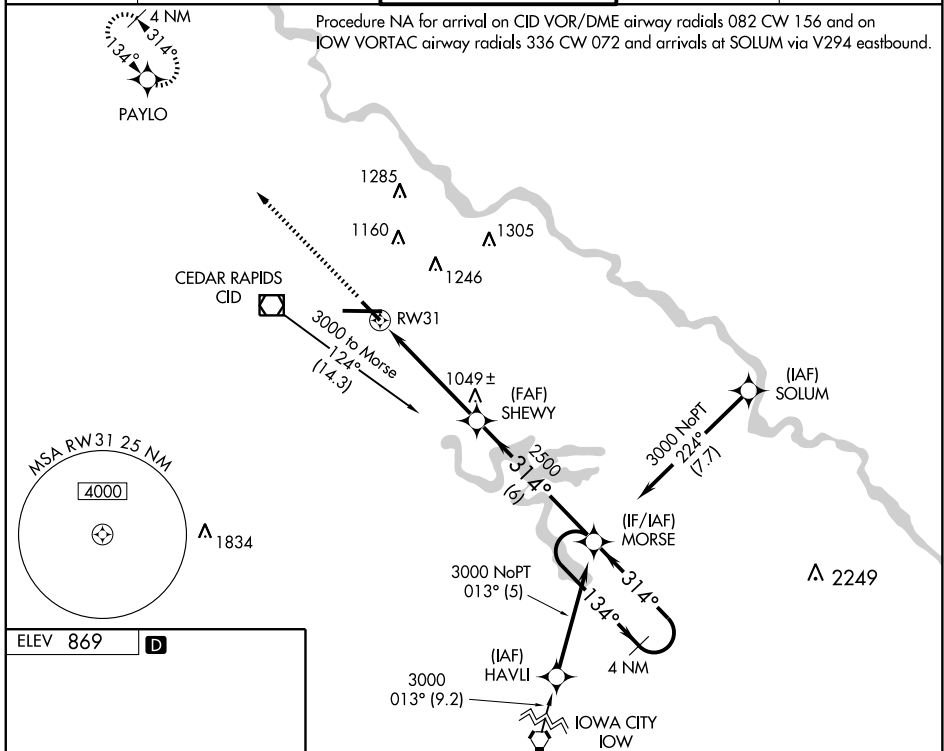 Procedure NA for arrival on CID VOR/DME airway radials 082 CW 156 and on
IOW VORTAC airway radials 336 CW 072 and arrivals at SOLUM via V294 eastbound.
4 NM
314°
134°
PAYLO
1285
1160
1305
1246
CEDAR RAPIDS
CID
RW31
3000 to Morse
124°
(14.3)
1049±
(FAF)
SHEWY
(IAF)
SOLUM
3000 NoPT
224°
(7.7)
2500
314°
(6)
MSA RW31 25 NM
4000
1834
(IF/IAF)
MORSE
2249
3000 NoPT
013° (5)
314°
134°
4 NM
ELEV 869 D
(IAF)
HAVLI
3000
013° (9.2)
IOWA CITY
IOW